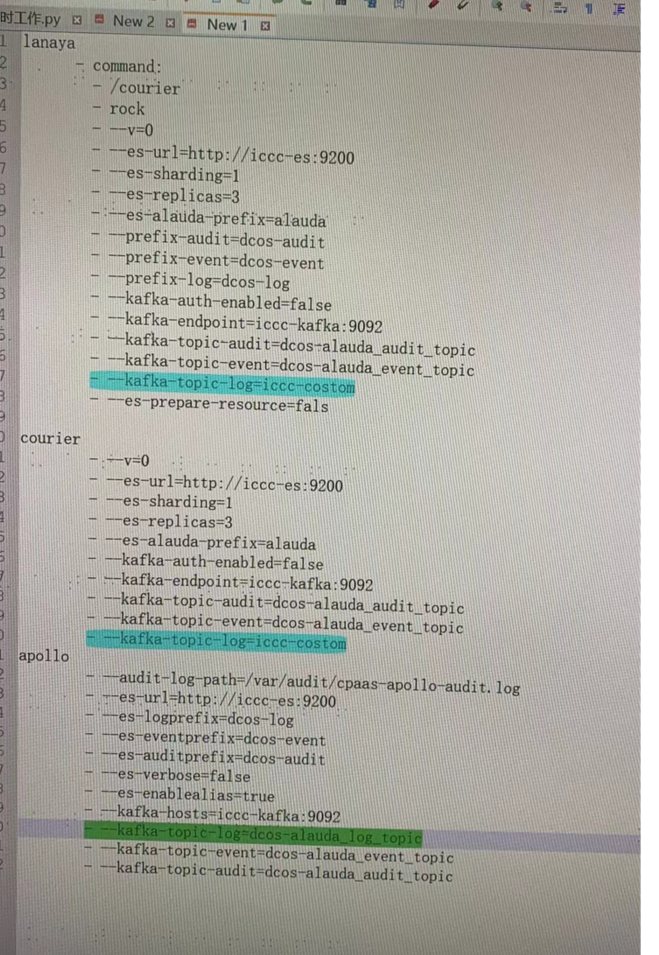 时工作.py New 2 New 1
1 lanaya
2 - command:
3 - /courier
4 - rock
5 - --v=0
6 - --es-url=http://iccc-es:9200
7 - --es-sharding=1
8 - --es-replicas=3
9 - --es-alauda-prefix=alauda
0 - --prefix-audit=dcos-audit
1 - --prefix-event=dcos-event
2 - --prefix-log=dcos-log
3 - --kafka-auth-enabled=false
4 - --kafka-endpoint=iccc-kafka:9092
5 - --kafka-topic-audit=dcos-alauda_audit_topic
6 - --kafka-topic-event=dcos-alauda_event_topic
7 - --kafka-topic-log=iccc-costom
8 - --es-prepare-resource=fals
9
0 courier
1 - --v=0
2 - --es-url=http://iccc-es:9200
3 - --es-sharding=1
4 - --es-replicas=3
5 - --es-alauda-prefix=alauda
6 - --kafka-auth-enabled=false
7 - --kafka-endpoint=iccc-kafka:9092
8 - --kafka-topic-audit=dcos-alauda_audit_topic
9 - --kafka-topic-event=dcos-alauda_event_topic
0 - --kafka-topic-log=iccc-costom
1 apollo
2 - --audit-log-path=/var/audit/cpaas-apollo-audit.log
3 - --es-url=http://iccc-es:9200
4 - --es-logprefix=dcos-log
5 - --es-eventprefix=dcos-event
6 - --es-auditprefix=dcos-audit
7 - --es-verbose=false
8 - --es-enablealias=true
9 - --kafka-hosts=iccc-kafka:9092
0 - --kafka-topic-log=dcos-alauda_log_topic
1 - --kafka-topic-event=dcos-alauda_event_topic
2 - --kafka-topic-audit=dcos-alauda_audit_topic